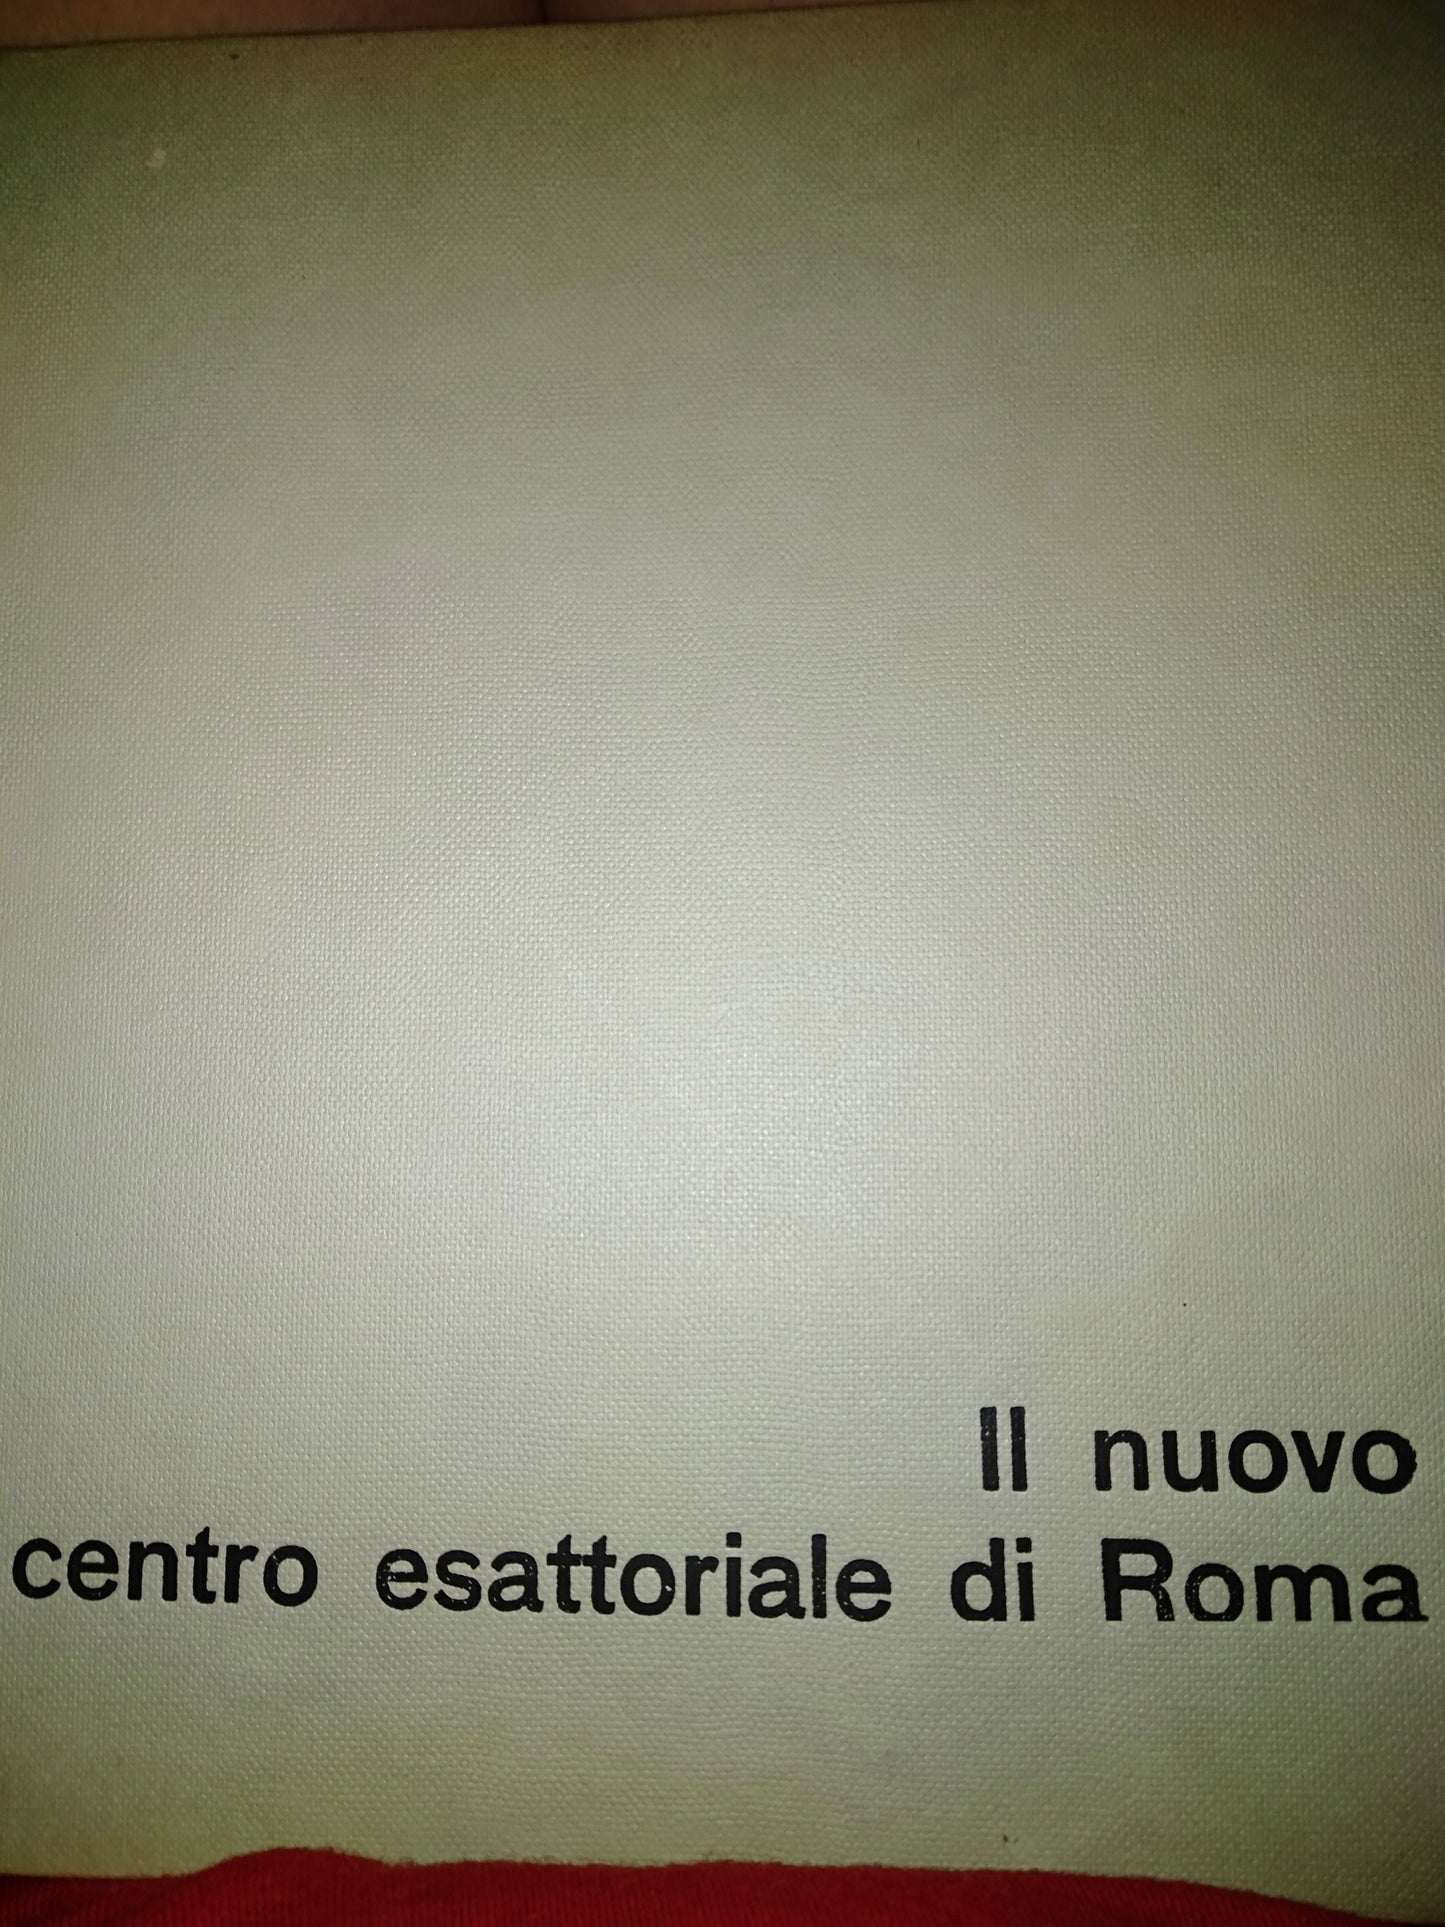 Il nuovo
centro esattoriale di Roma